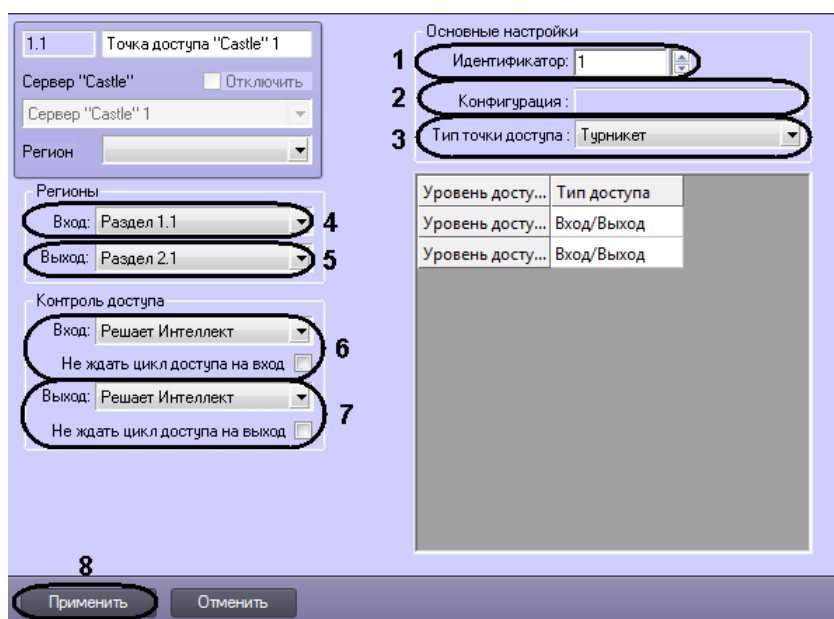 1.1 Точка доступа "Castle" 1
Сервер "Castle" Отключить
Сервер "Castle" 1
Регион
Основные настройки
1 Идентификатор: 1
2 Конфигурация :
3 Тип точки доступа : Турникет
Регионы
Вход: Раздел 1.1 4
Выход: Раздел 2.1 5
Контроль доступа
Вход: Решает Интеллект
Не ждать цикл доступа на вход 6
Выход: Решает Интеллект
Не ждать цикл доступа на выход 7
Уровень досту... Тип доступа
Уровень досту... Вход/Выход
Уровень досту... Вход/Выход
8
Применить Отменить